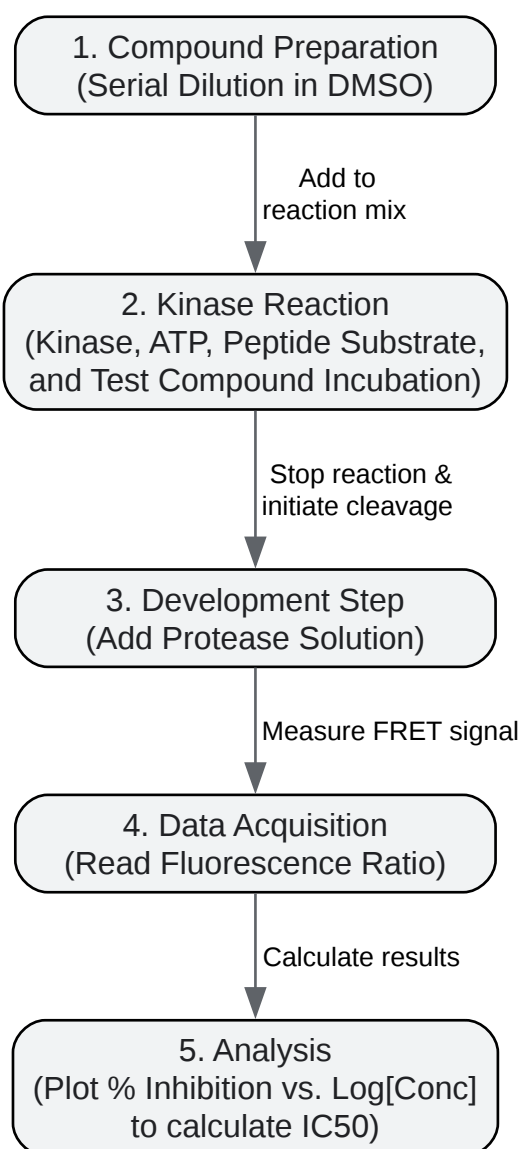 1. Compound Preparation
(Serial Dilution in DMSO)
Add to
reaction mix
2. Kinase Reaction
(Kinase, ATP, Peptide Substrate,
and Test Compound Incubation)
Stop reaction &
initiate cleavage
3. Development Step
(Add Protease Solution)
Measure FRET signal
4. Data Acquisition
(Read Fluorescence Ratio)
Calculate results
5. Analysis
(Plot % Inhibition vs. Log[Conc]
to calculate IC50)